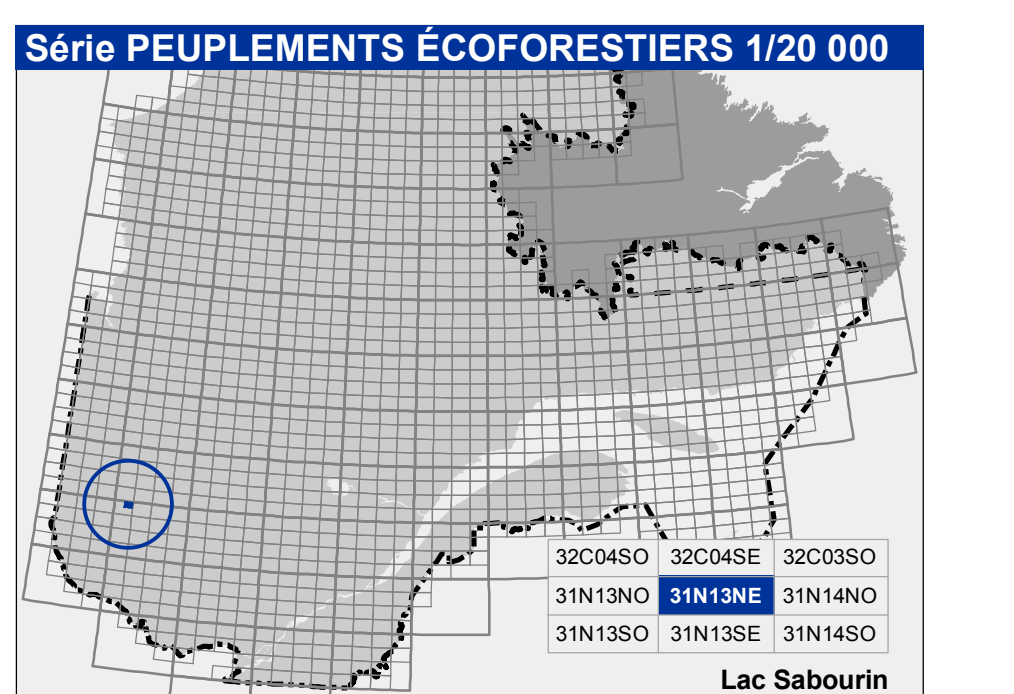 Série PEUPLEMENTS ÉCOFORESTIERS 1/20 000
32C04SO 32C04SE 32C03SO
31N13NO 31N13NE 31N14NO
31N13SO 31N13SE 31N14SO
Lac Sabourin